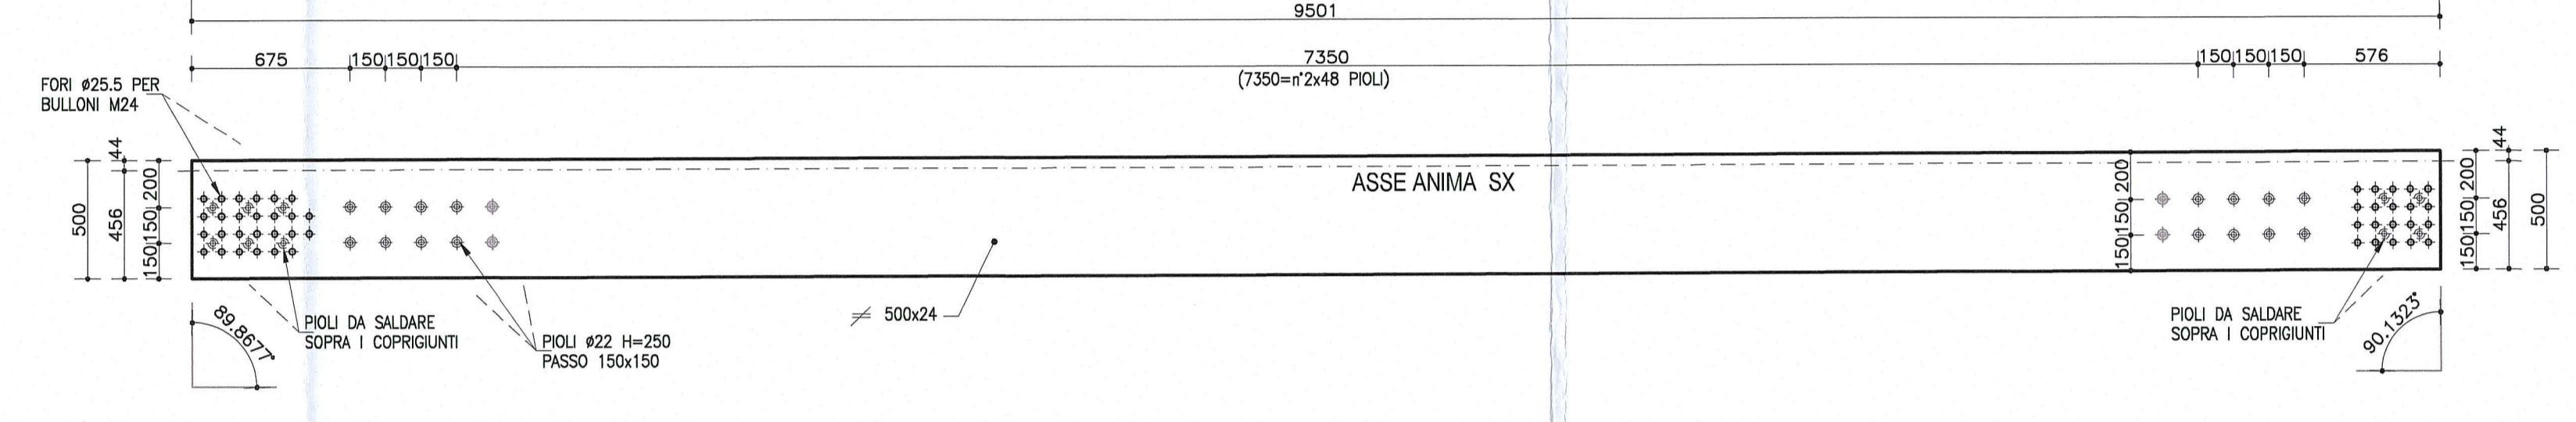 9501
675
150
150
150
7350
(7350=n°2x48 PIOLI)
150
150
150
576
FORI ø25.5 PER
BULLONI M24
44
500
456
200
150
150
ASSE ANIMA SX
200
150
150
44
200
150
150
456
500
500x24
89.8677°
PIOLI DA SALDARE
SOPRA I COPRIGIUNTI
PIOLI ø22 H=250
PASSO 150x150
PIOLI DA SALDARE
SOPRA I COPRIGIUNTI
90.1323°